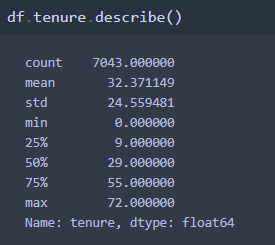 df.tenure.describe()
count    7043.000000
mean       32.371149
std        24.559481
min         0.000000
25%         9.000000
50%        29.000000
75%        55.000000
max        72.000000
Name: tenure, dtype: float64